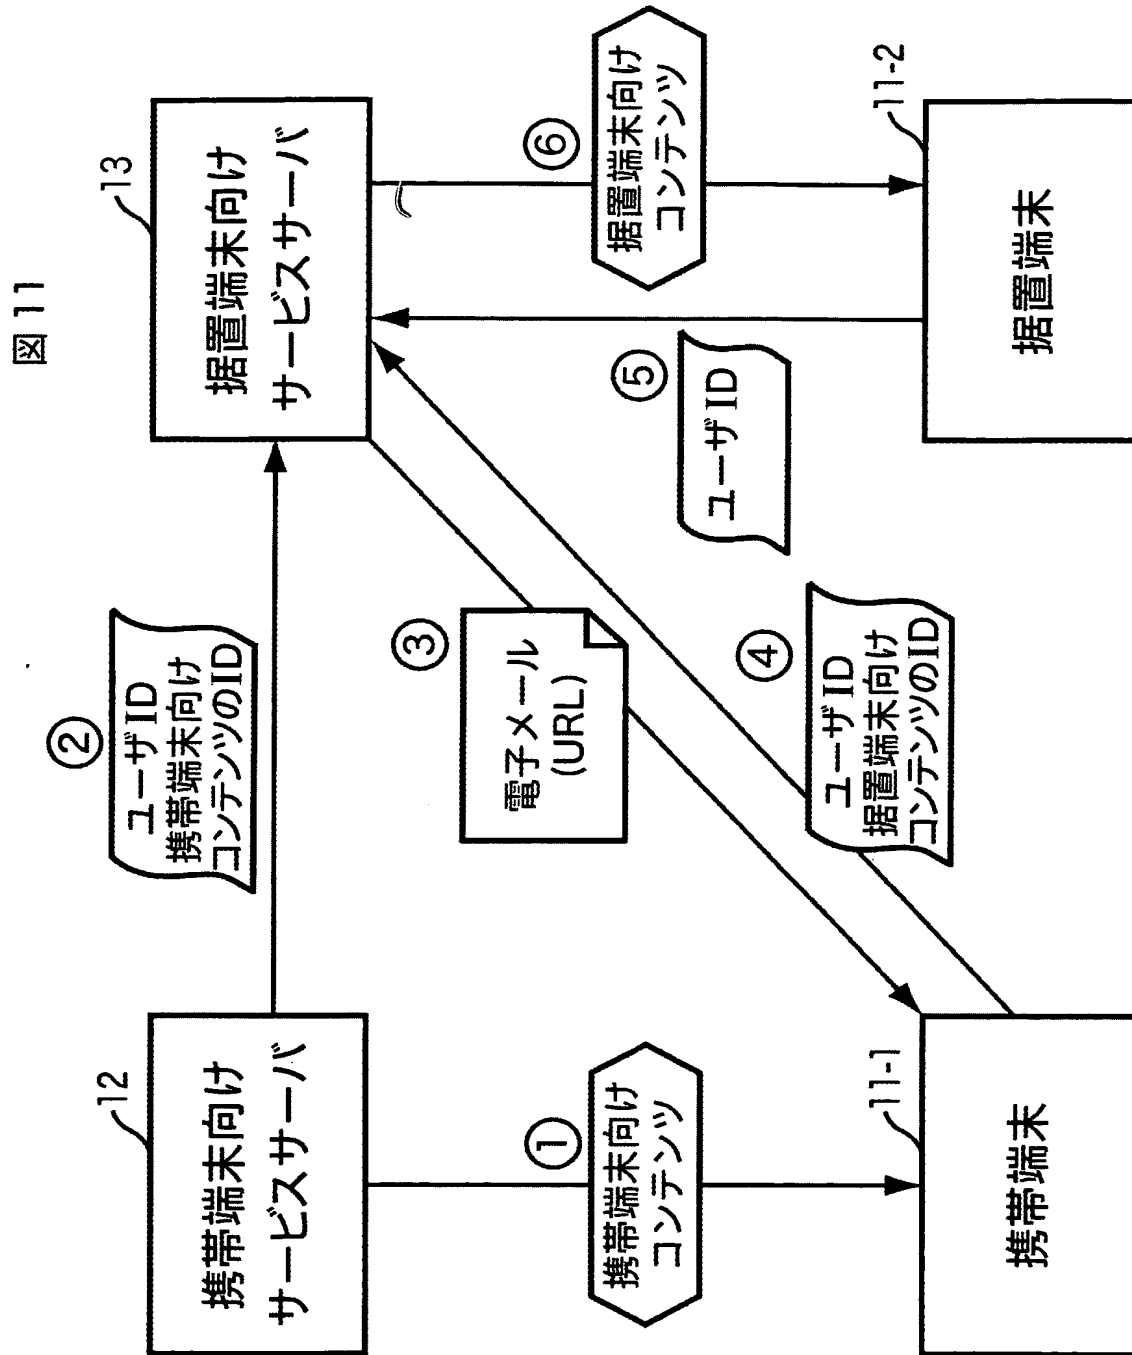 図 11
12
携帯端末向け
サービスサーバ
②
ユーザID
携帯端末向け
コンテンツのID
13
据置端末向け
サービスサーバ
①
携帯端末向け
コンテンツ
③
電子メール
(URL)
④
ユーザID
据置端末向け
コンテンツのID
⑤
ユーザID
⑥
据置端末向け
コンテンツ
11-1
携帯端末
11-2
据置端末